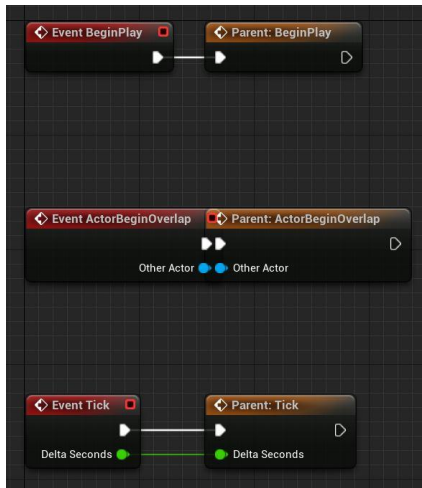 Event BeginPlay
Parent: BeginPlay
Event ActorBeginOverlap
Parent: ActorBeginOverlap
Other Actor
Other Actor
Event Tick
Parent: Tick
Delta Seconds
Delta Seconds